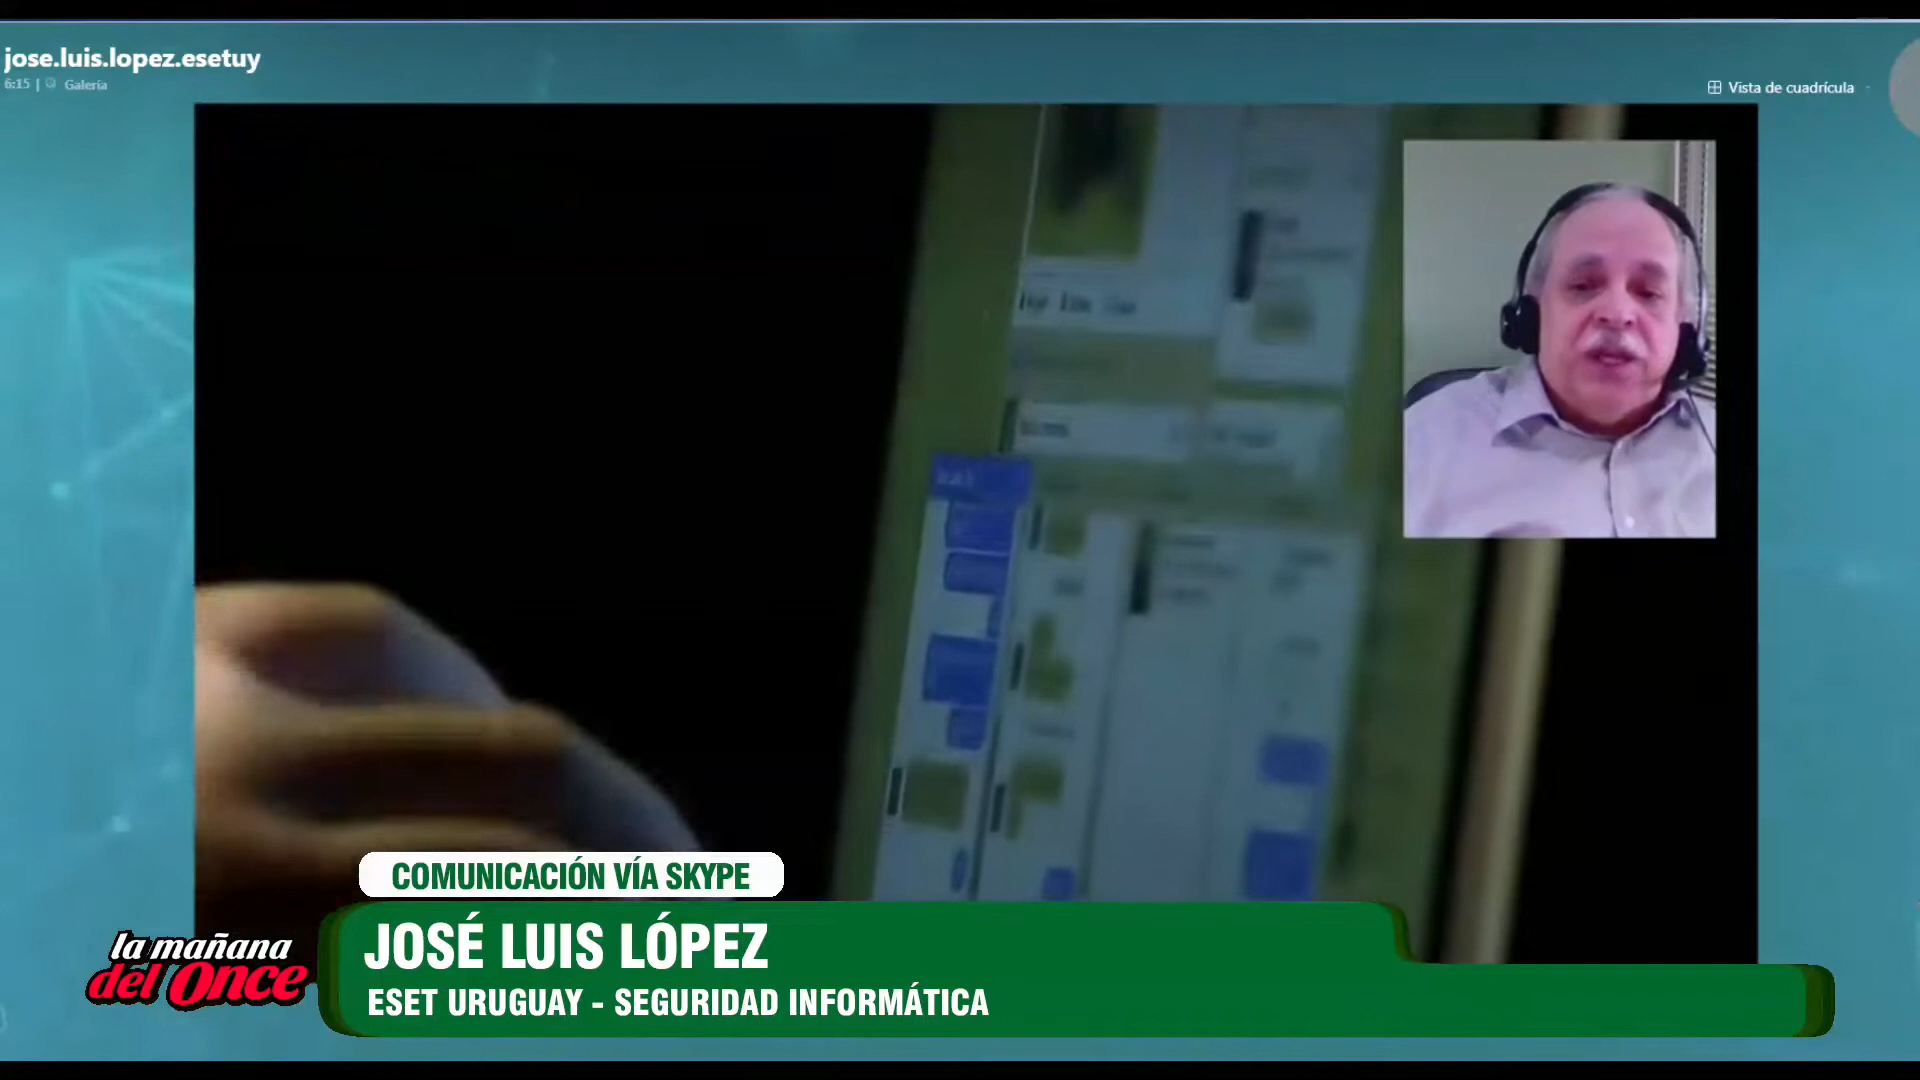 jose.luis.lopez.esetuy
6:15 | Galería
Vista de cuadrícula
COMUNICACIÓN VÍA SKYPE
JOSÉ LUIS LÓPEZ
la mañana
del Once
ESET URUGUAY - SEGURIDAD INFORMÁTICA